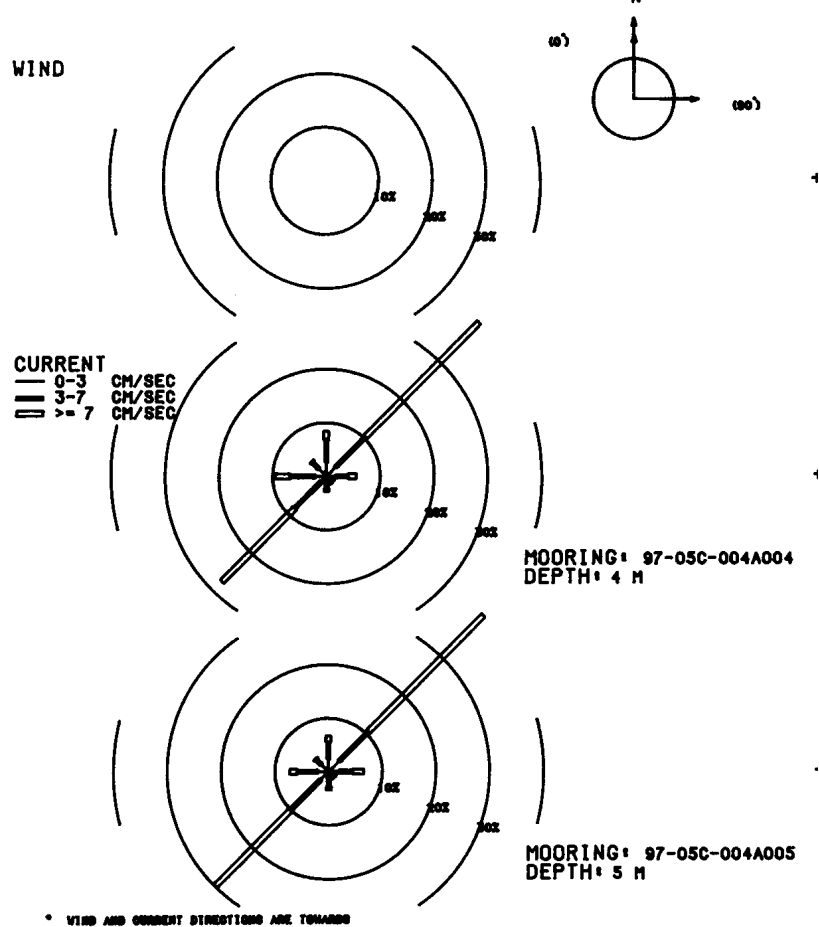 N
WIND
(0°)
(90°)
10%
20%
30%
CURRENT
0-3 CM/SEC
3-7 CM/SEC
>= 7 CM/SEC
10%
20%
30%
MOORING: 97-05C-004A004
DEPTH: 4 M
10%
20%
30%
MOORING: 97-05C-004A005
DEPTH: 5 M
* WIND AND CURRENT DIRECTIONS ARE TOWARDS